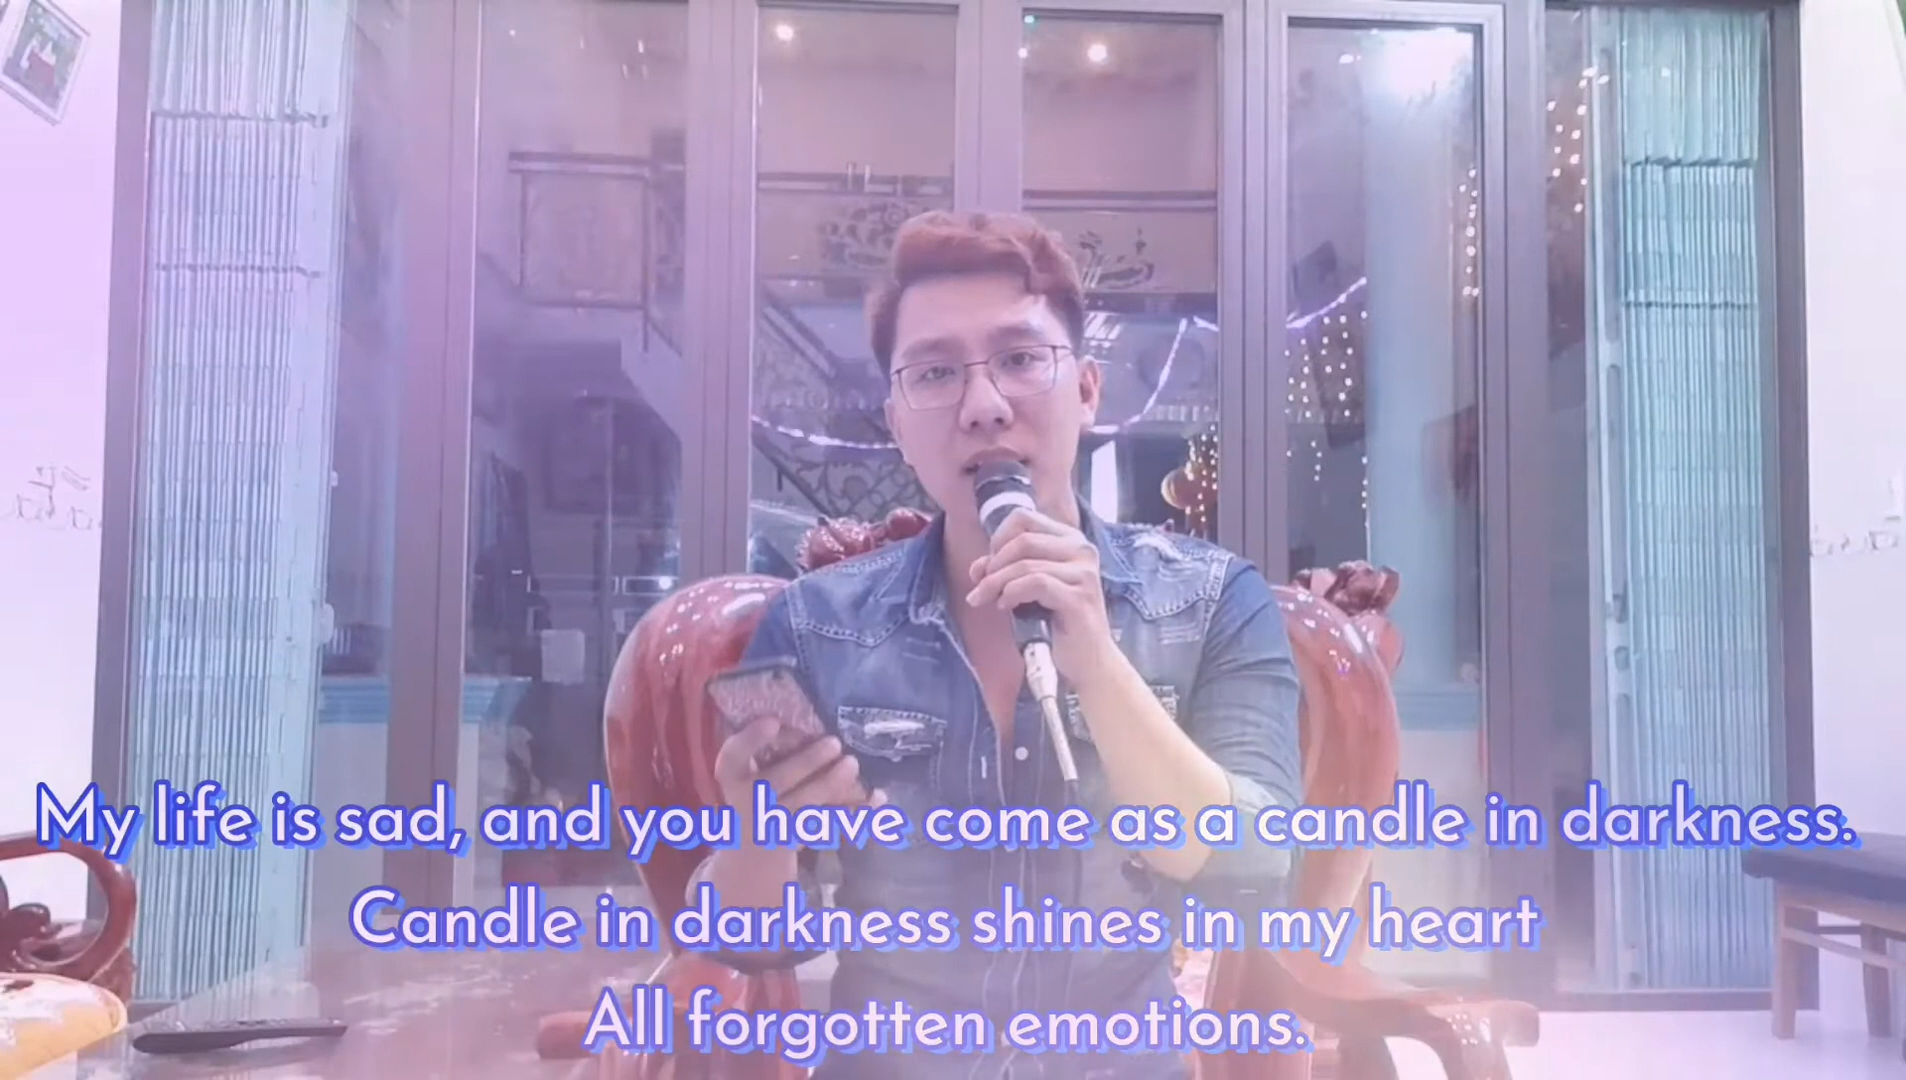 My life is sad, and you have come as a candle in darkness.
Candle in darkness shines in my heart
All forgotten emotions.